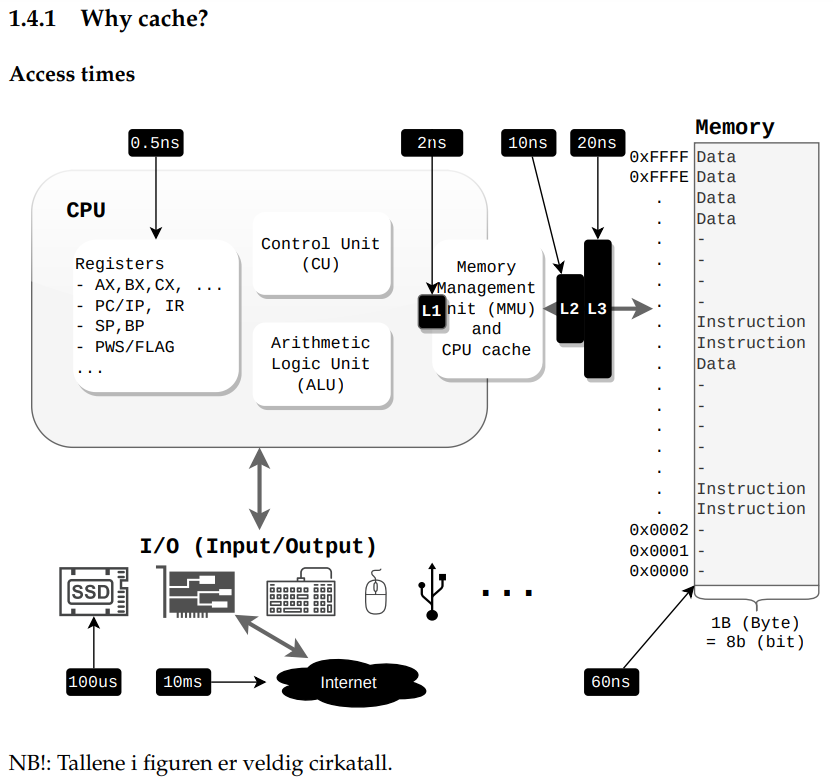 1.4.1 Why cache?
Access times
0.5ns
2ns
10ns
20ns
Memory
CPU
Registers
- AX,BX,CX, ...
- PC/IP, IR
- SP,BP
- PWS/FLAG
...
Control Unit
(CU)
Arithmetic
Logic Unit
(ALU)
L1
Memory
Management
nit (MMU)
and
CPU cache
L2
L3
0xFFFF Data
0xFFFE Data
. Data
. Data
. -
. -
. -
. -
. Instruction
. Instruction
. Data
. -
. -
. -
. -
. -
. Instruction
. Instruction
0x0002 -
0x0001 -
0x0000 -
1B (Byte)
= 8b (bit)
I/O (Input/Output)
SSD
...
100us
10ms
Internet
60ns
NB!: Tallene i figuren er veldig cirkatall.